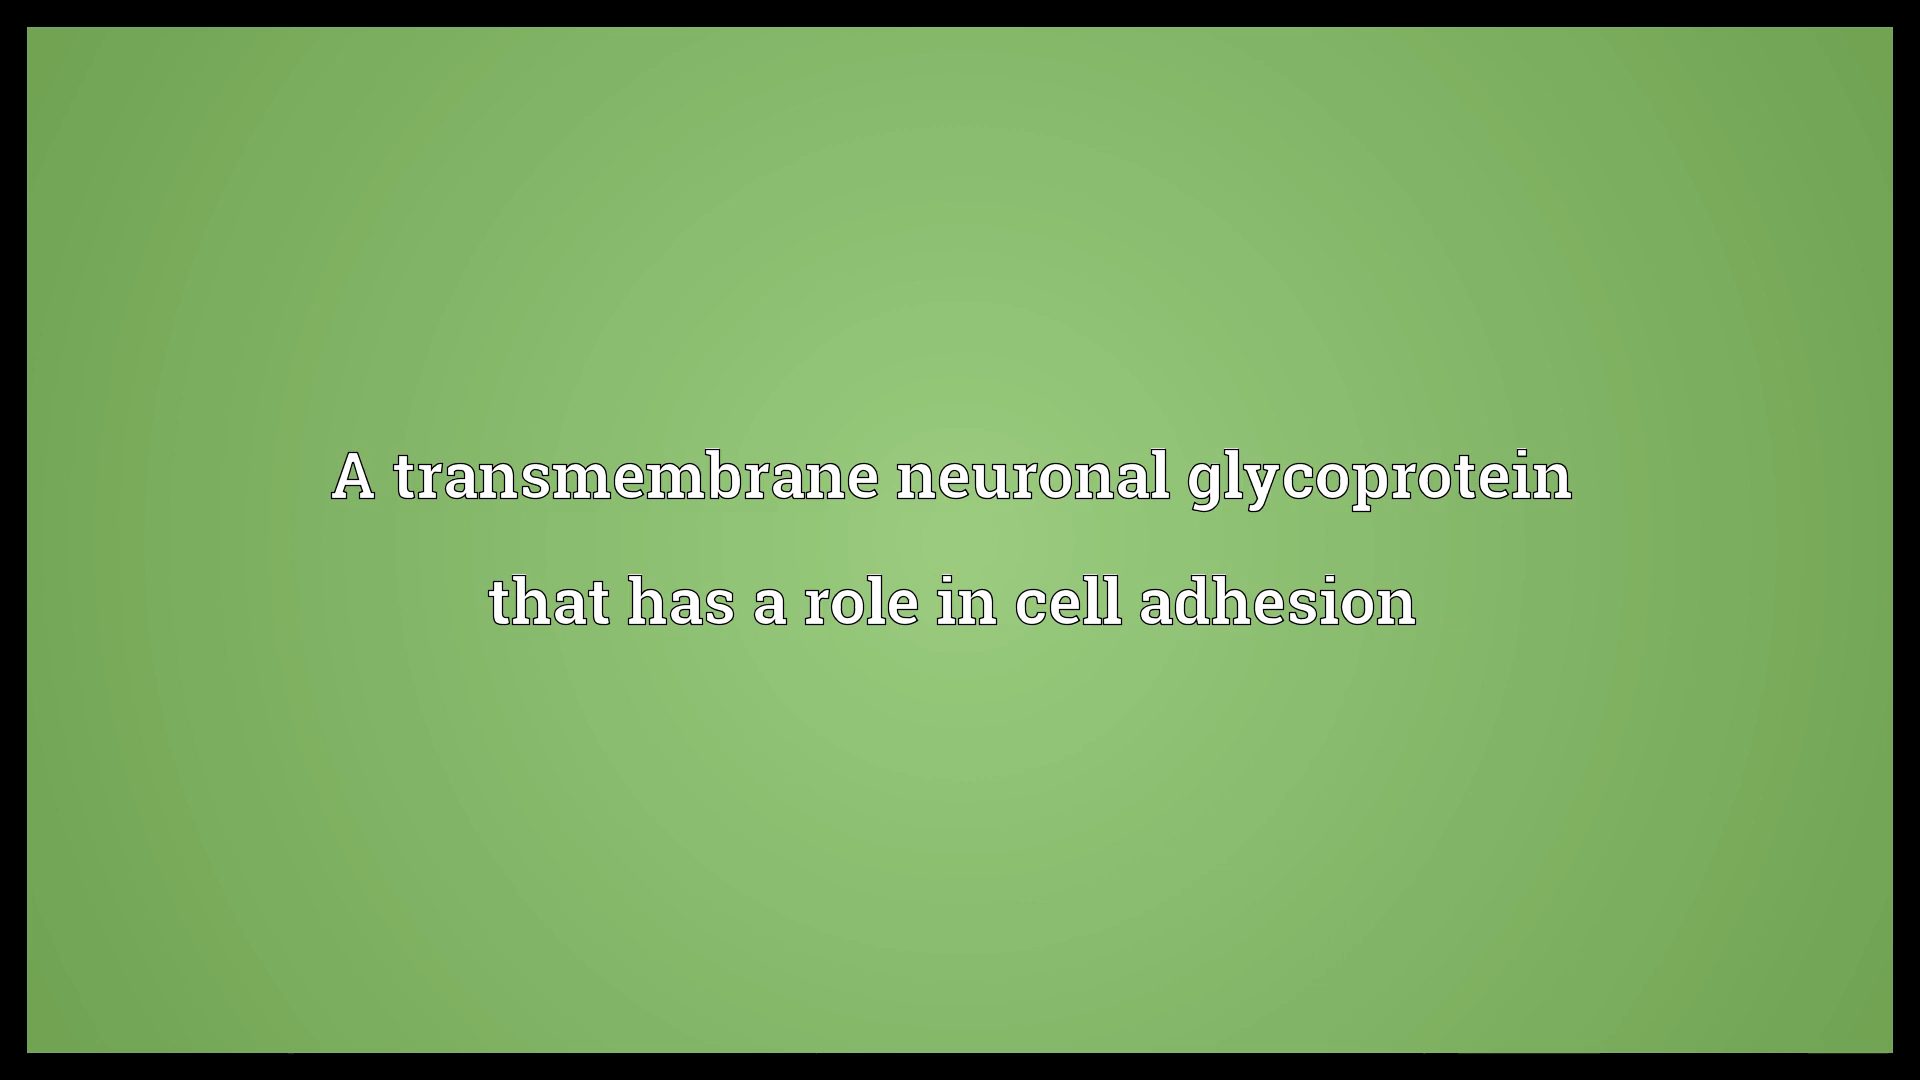 A transmembrane neuronal glycoprotein
that has a role in cell adhesion